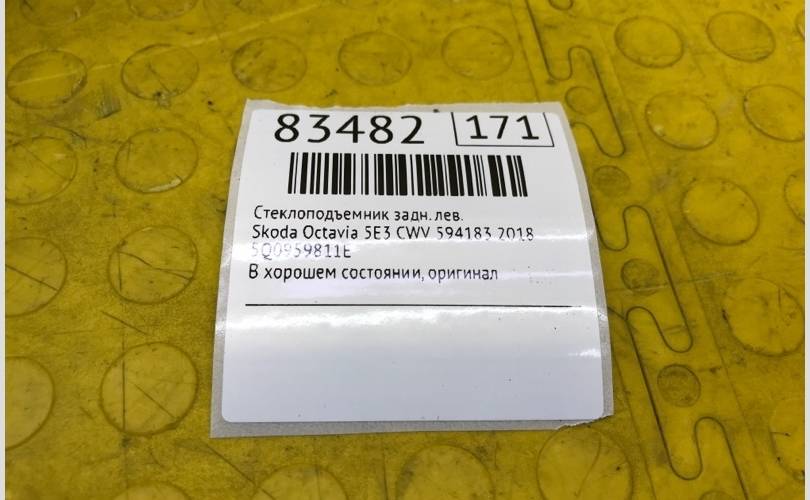 83482 171
Стеклоподъемник задн. лев.
Skoda Octavia 5E3 CWV 594183 2018
5Q0959811E
В хорошем состоянии, оригинал